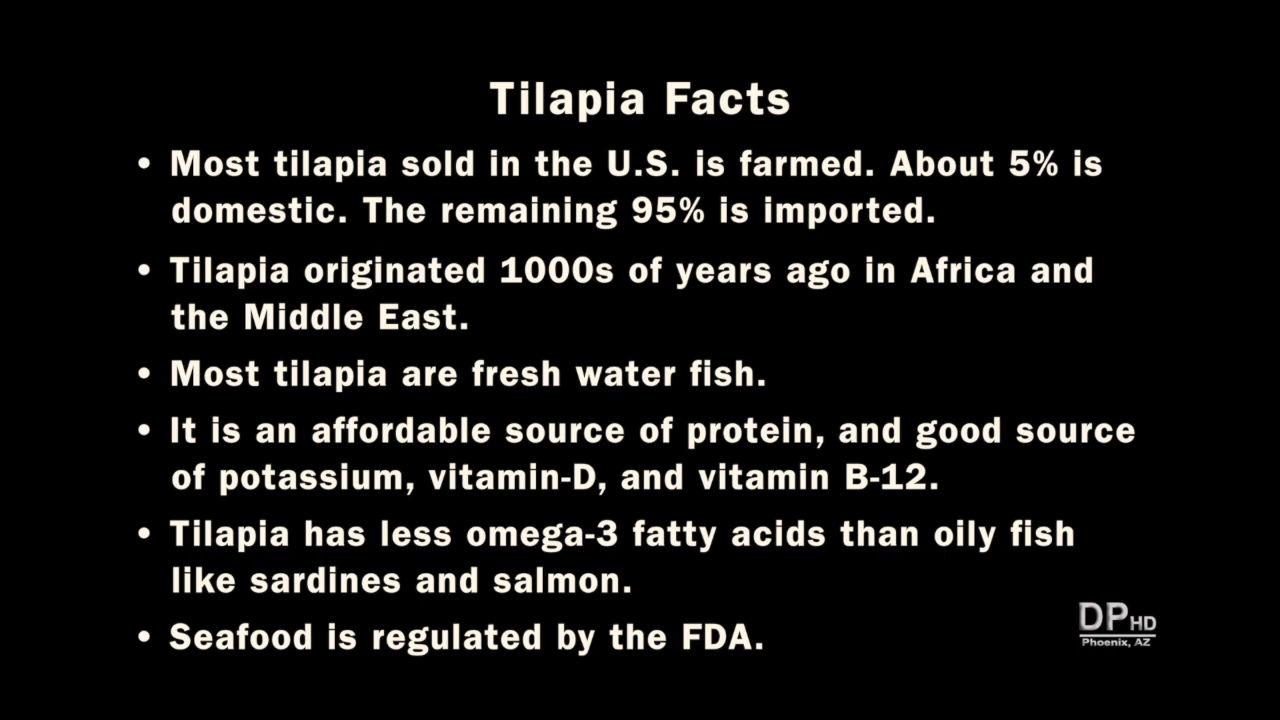 Tilapia Facts
• Most tilapia sold in the U.S. is farmed. About 5% is
domestic. The remaining 95% is imported.
• Tilapia originated 1000s of years ago in Africa and
the Middle East.
• Most tilapia are fresh water fish.
• It is an affordable source of protein, and good source
of potassium, vitamin-D, and vitamin B-12.
• Tilapia has less omega-3 fatty acids than oily fish
like sardines and salmon.
• Seafood is regulated by the FDA.
DP HD
Phoenix, AZ